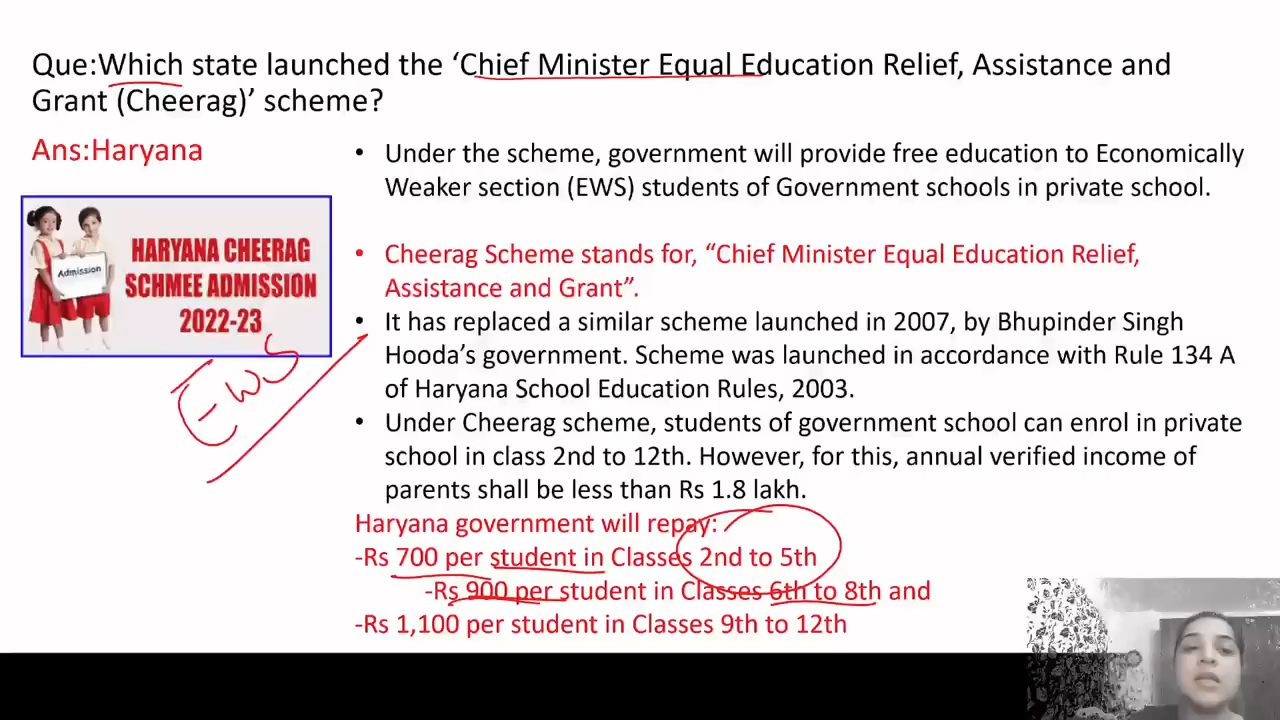 Que:Which state launched the ‘Chief Minister Equal Education Relief, Assistance and
Grant (Cheerag)’ scheme?
Ans:Haryana
Admission
HARYANA CHEERAG
SCHMEE ADMISSION
2022-23
EWS
• Under the scheme, government will provide free education to Economically
Weaker section (EWS) students of Government schools in private school.
• Cheerag Scheme stands for, “Chief Minister Equal Education Relief,
Assistance and Grant”.
• It has replaced a similar scheme launched in 2007, by Bhupinder Singh
Hooda’s government. Scheme was launched in accordance with Rule 134 A
of Haryana School Education Rules, 2003.
• Under Cheerag scheme, students of government school can enrol in private
school in class 2nd to 12th. However, for this, annual verified income of
parents shall be less than Rs 1.8 lakh.
Haryana government will repay:
-Rs 700 per student in Classes 2nd to 5th
-Rs 900 per student in Classes 6th to 8th and
-Rs 1,100 per student in Classes 9th to 12th